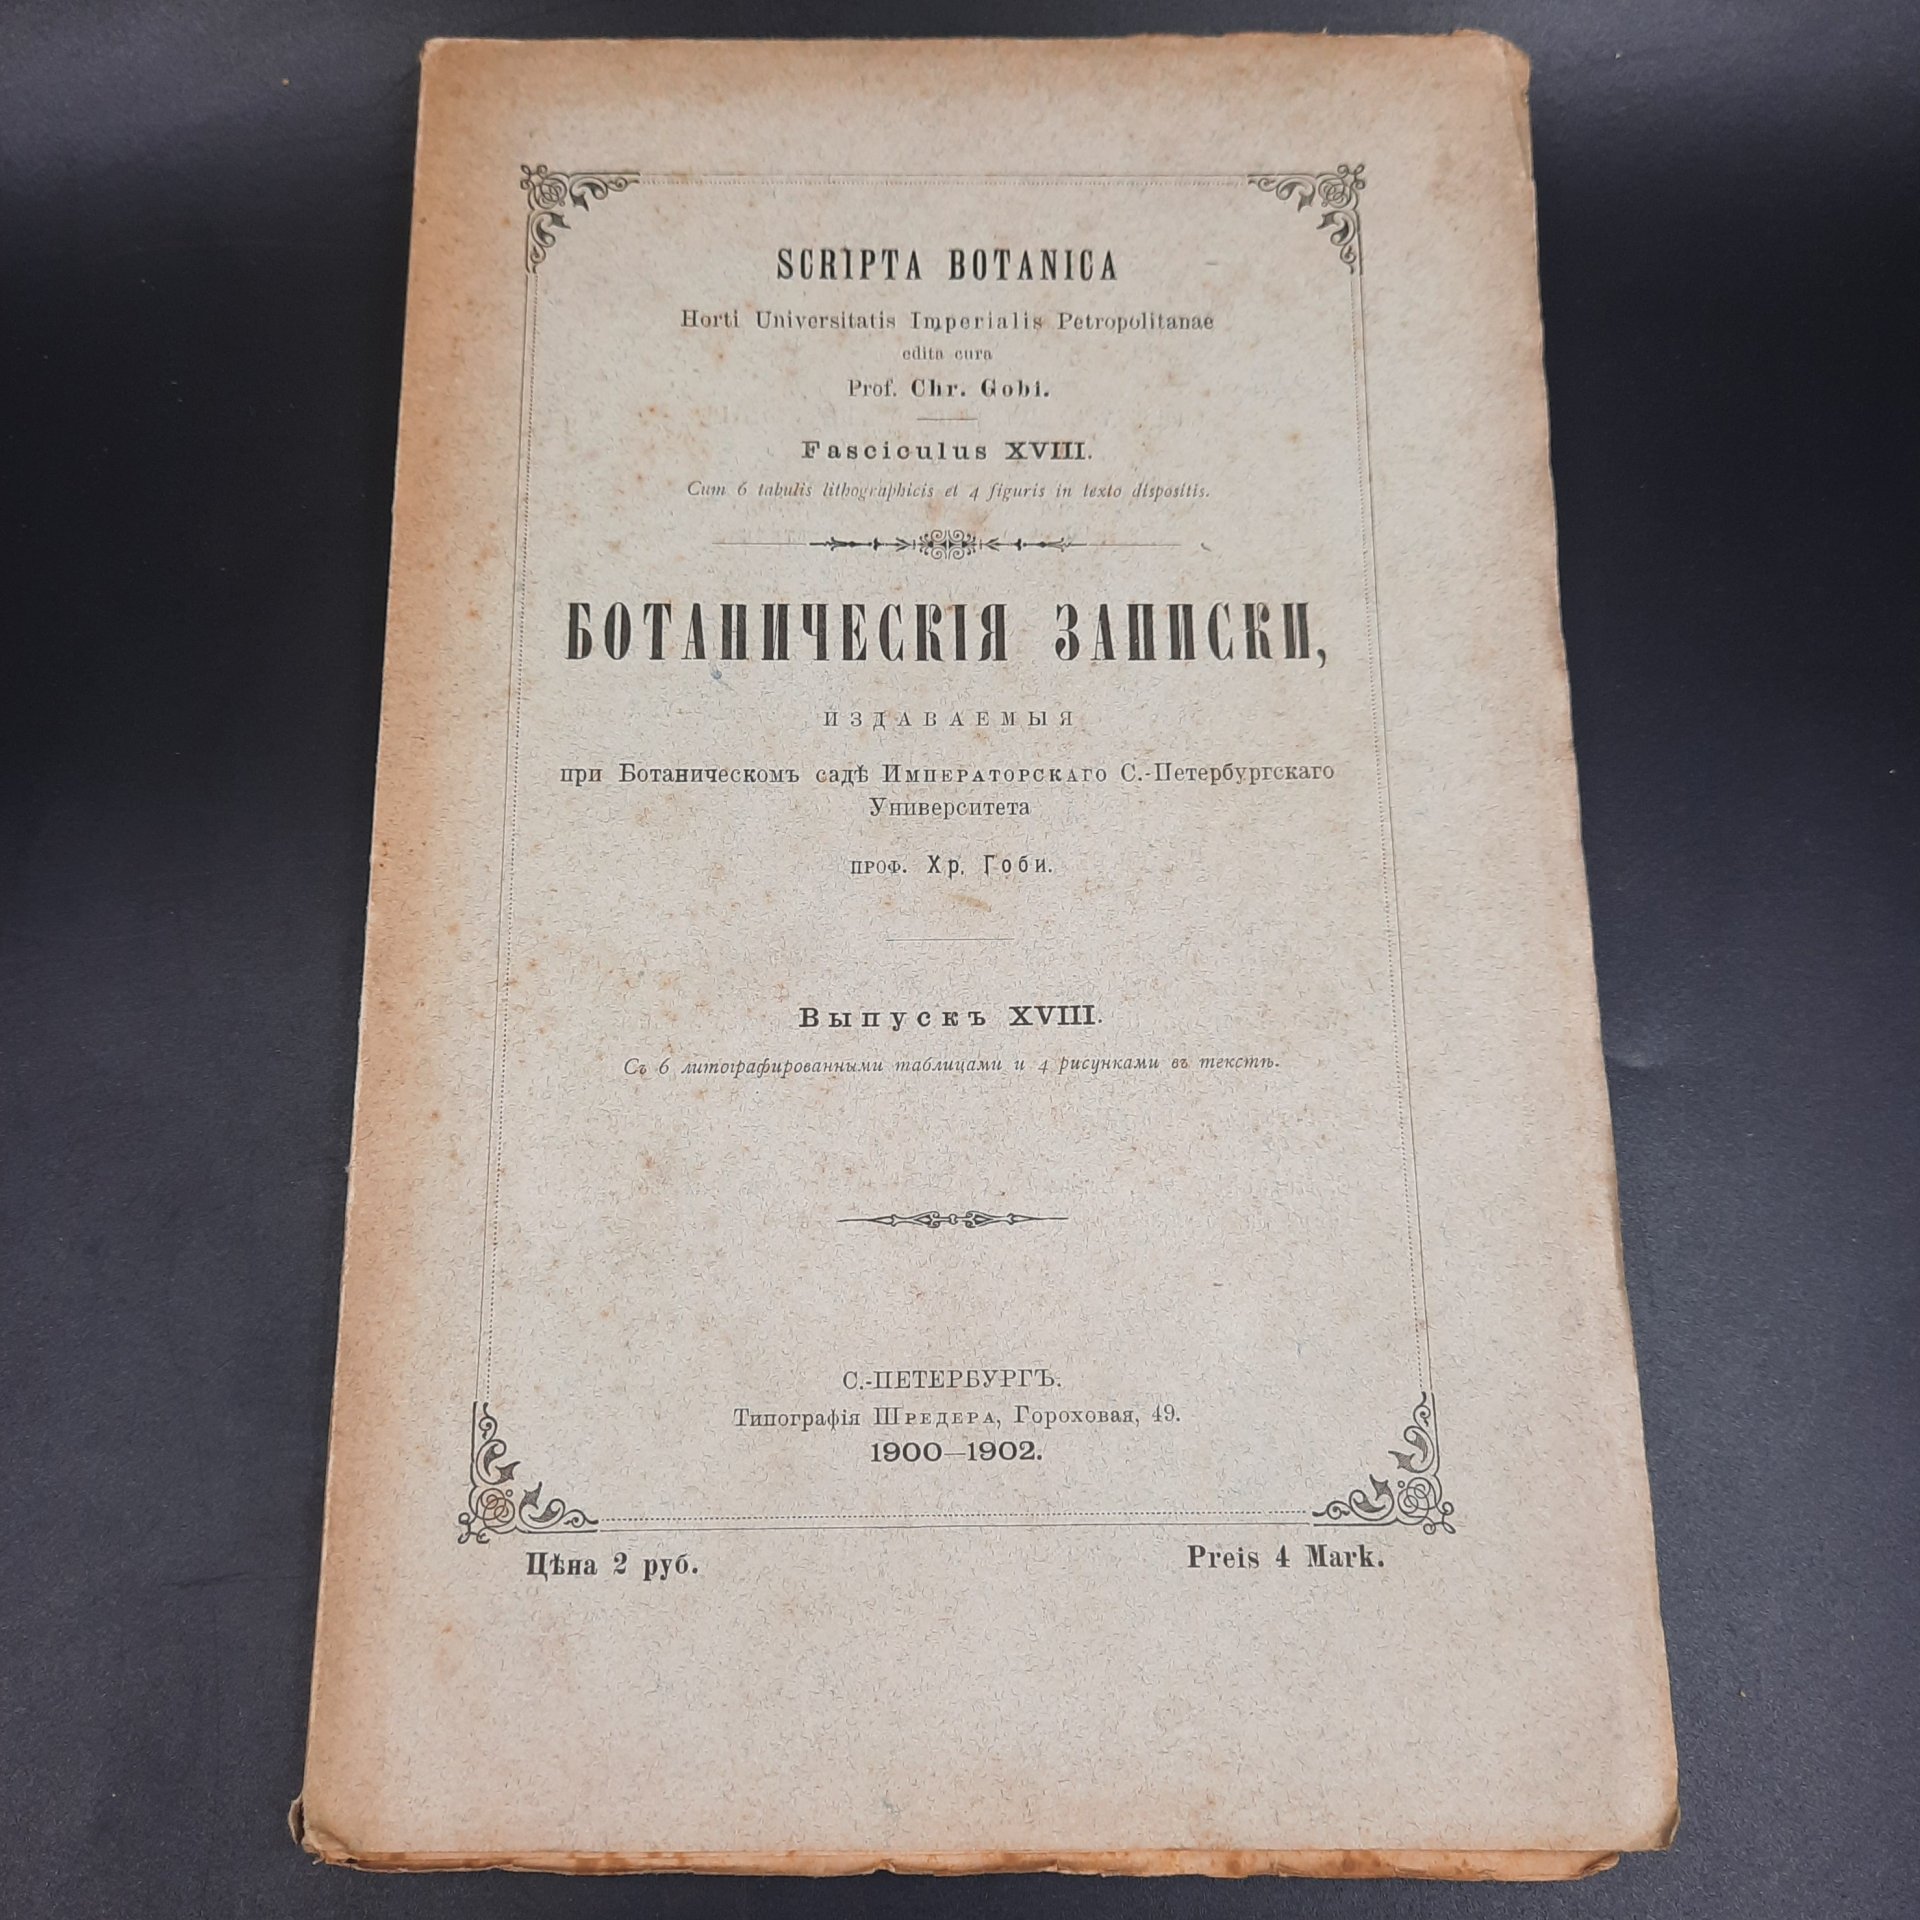 SCRIPTA BOTANICA
Horti Universitatis Imperialis Petropolitanae
edita cura
Prof. Chr. Gobi.
Fasciculus XVIII.
Cum 6 tabulis lithographicis et 4 figuris in texto dispositis.
БОТАНИЧЕСКІЯ ЗАПИСКИ,
ИЗДАВАЕМЫЯ
при Ботаническомъ садѣ Императорскаго С.-Петербургскаго
Университета
проф. Хр. Гоби.
Выпускъ XVIII.
Съ 6 литографированными таблицами и 4 рисунками въ текстѣ.
С.-ПЕТЕРБУРГЪ.
Типографія Шредера, Гороховая, 49.
1900—1902.
Цѣна 2 руб.
Preis 4 Mark.